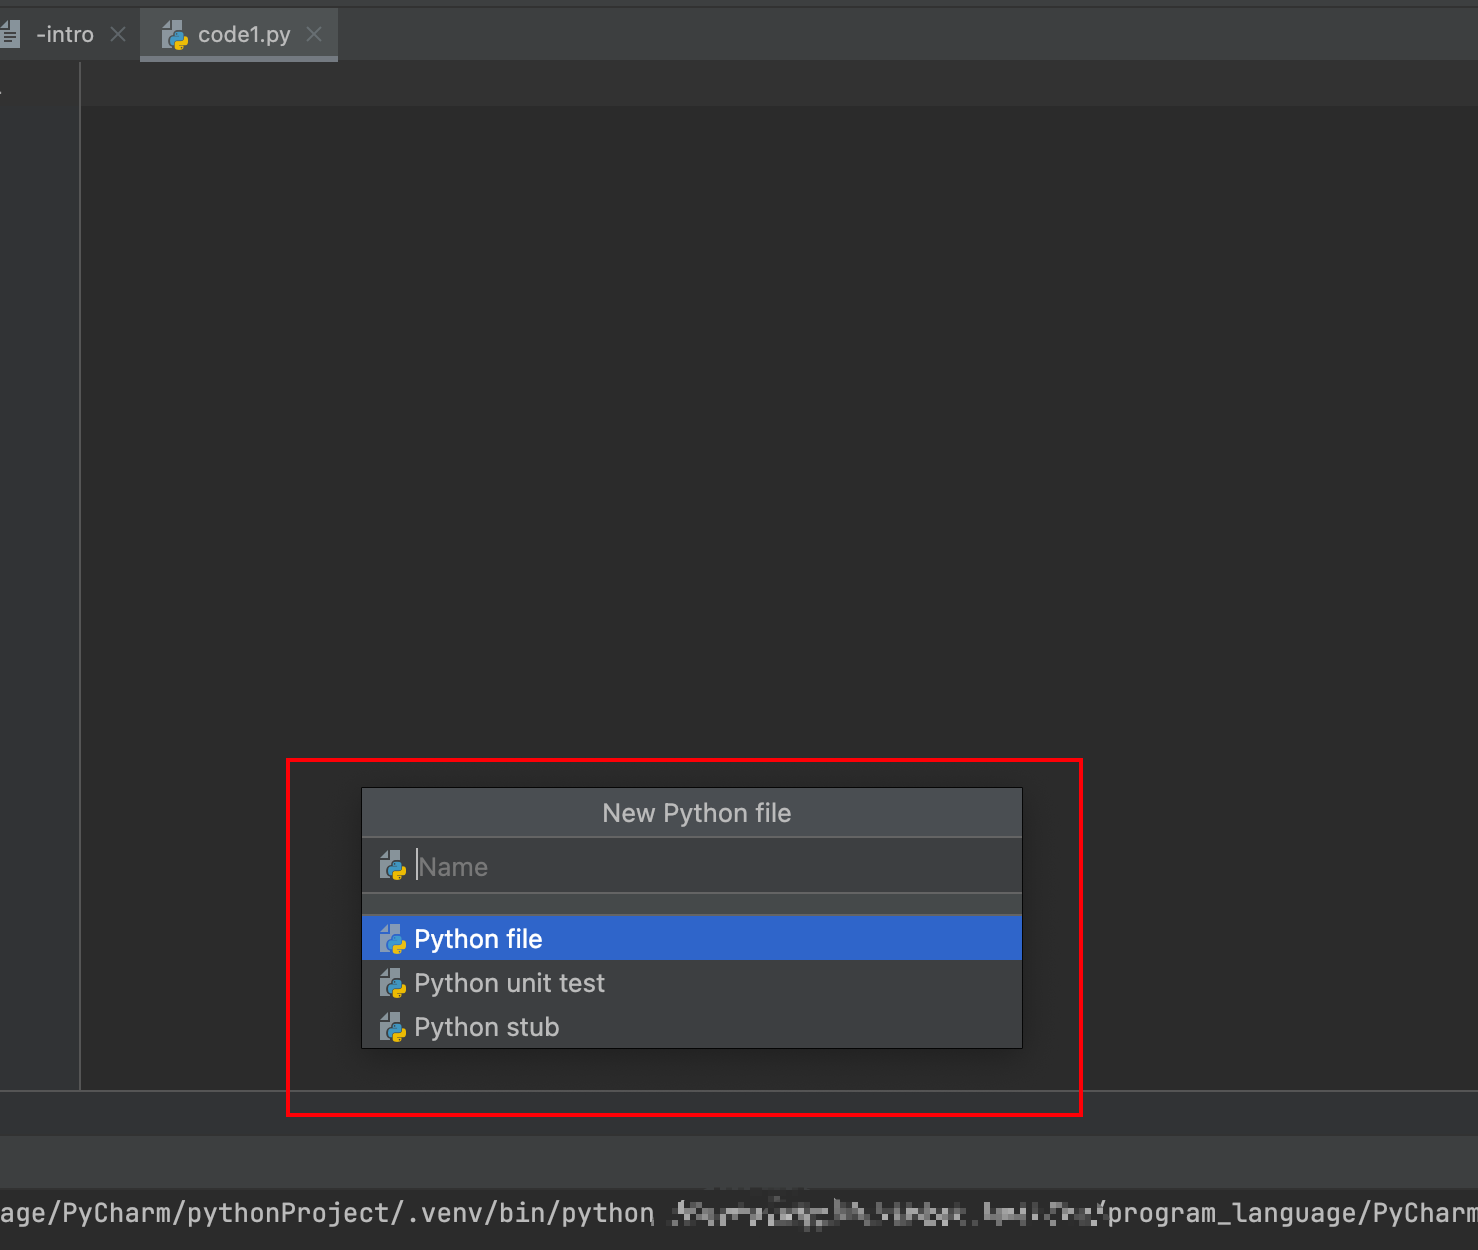 -intro code1.py
New Python file
Name
Python file
Python unit test
Python stub
age/PyCharm/pythonProject/.venv/bin/python program_language/PyCharm